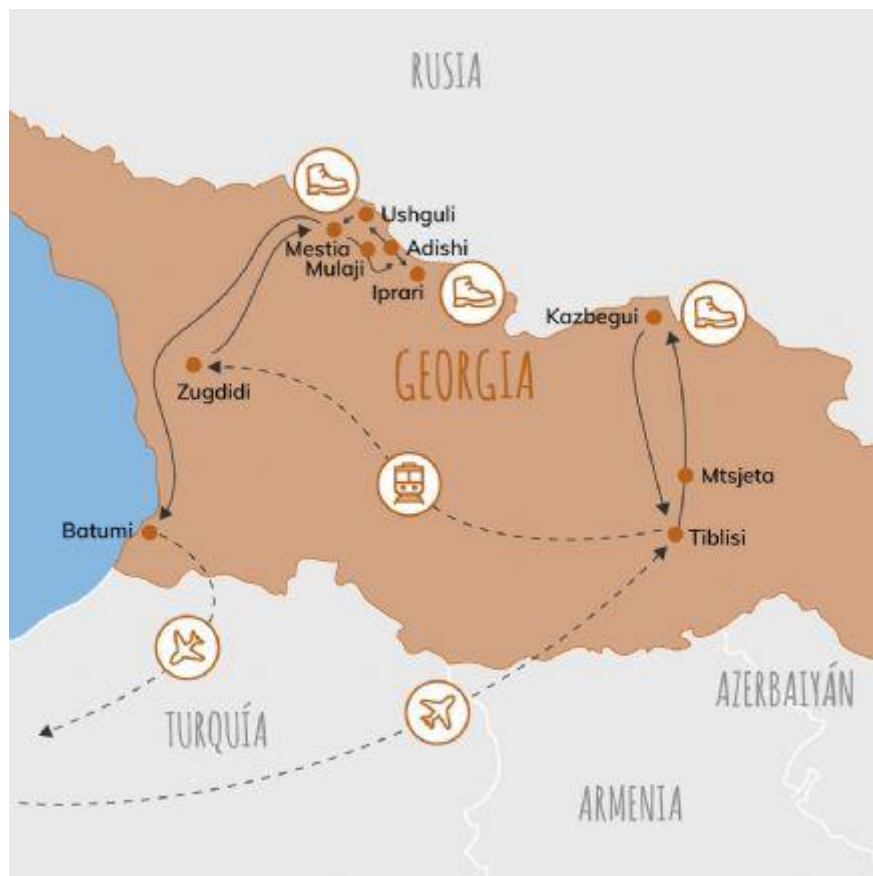 RUSIA
Ushguli
Mestia
Adishi
Mulaji
Iprari
Kazbegui
GEORGIA
Zugdidi
Mtsjeta
Batumi
Tiblisi
AZERBAIYÁN
TURQUÍA
ARMENIA